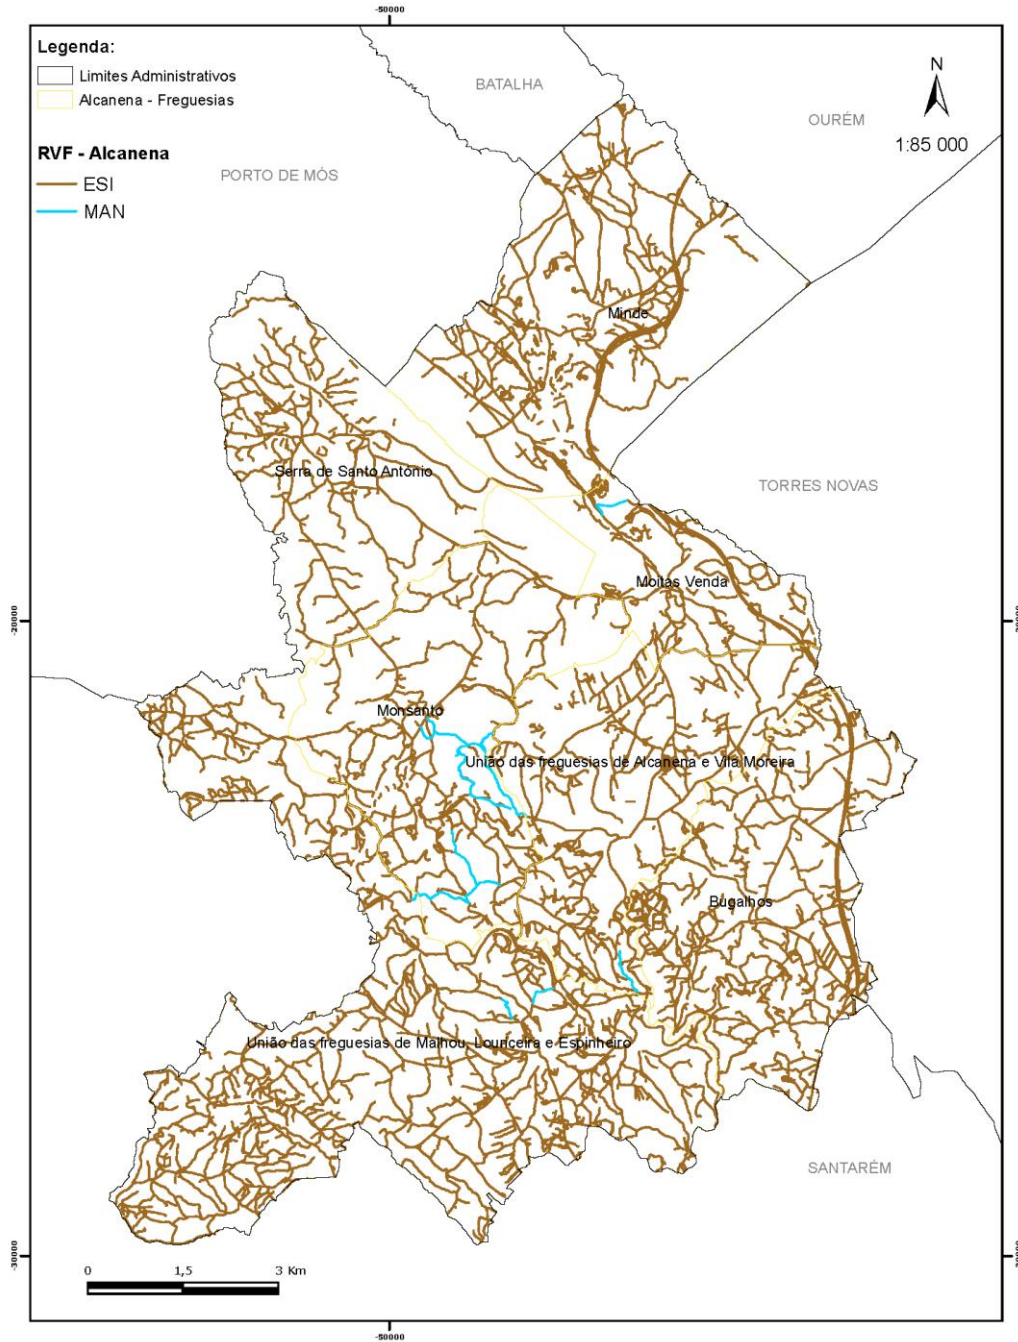 -50000
Legenda:
Limites Administrativos
Alcanena - Freguesias
RVF - Alcanena
ESI
MAN
BATALHA
N
OURÉM
1:85 000
PORTO DE MÓS
Minde
Serra de Santo António
TORRES NOVAS
Moitas Venda
-20000
-20000
Monsanto
União das freguesias de Alcanena e Vila Moreira
Bugalhos
União das freguesias de Malhou, Louriceira e Espinheiro
SANTARÉM
-30000
-30000
0 1,5 3 Km
-50000